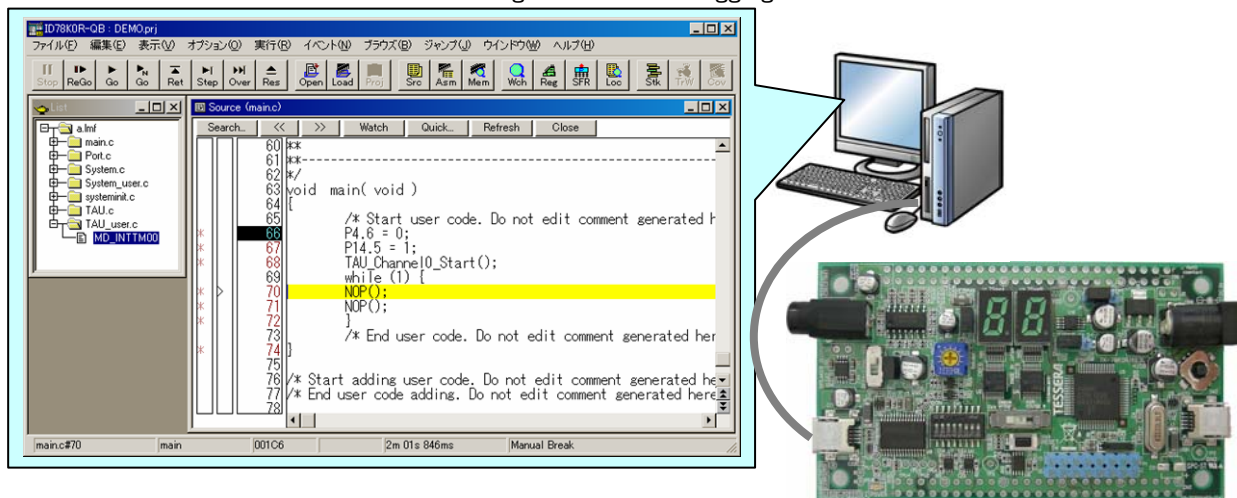 ID78K0R-QB : DEMO.prj
ファイル(F) 編集(E) 表示(V) オプション(O) 実行(R) イベント(N) ブラウズ(B) ジャンプ(J) ウインドウ(W) ヘルプ(H)
Stop ReGo Go Go Ret Step Over Res Open Load Proj Src Asm Mem Wch Reg SFR Loc Stk TrW Cov
List
a.lmf
main.c
Port.c
System.c
System_user.c
systeminit.c
TAU.c
TAU_user.c
MD_INTTM00
Source (main.c)
Search... << >> Watch Quick... Refresh Close
60 **
61 **-----------------------------------------------------
62 */
63 void main( void )
64 {
65 /* Start user code. Do not edit comment generated h
* 66 P4.6 = 0;
* 67 P14.5 = 1;
* 68 TAU_Channel0_Start();
69 while (1) {
* > 70 NOP();
* 71 NOP();
* 72 }
73 /* End user code. Do not edit comment generated her
* 74 }
75
76 /* Start adding user code. Do not edit comment generated he
77 /* End user code adding. Do not edit comment generated here
78
main.c#70 main 001C6 2m 01s 846ms Manual Break
TESSERA